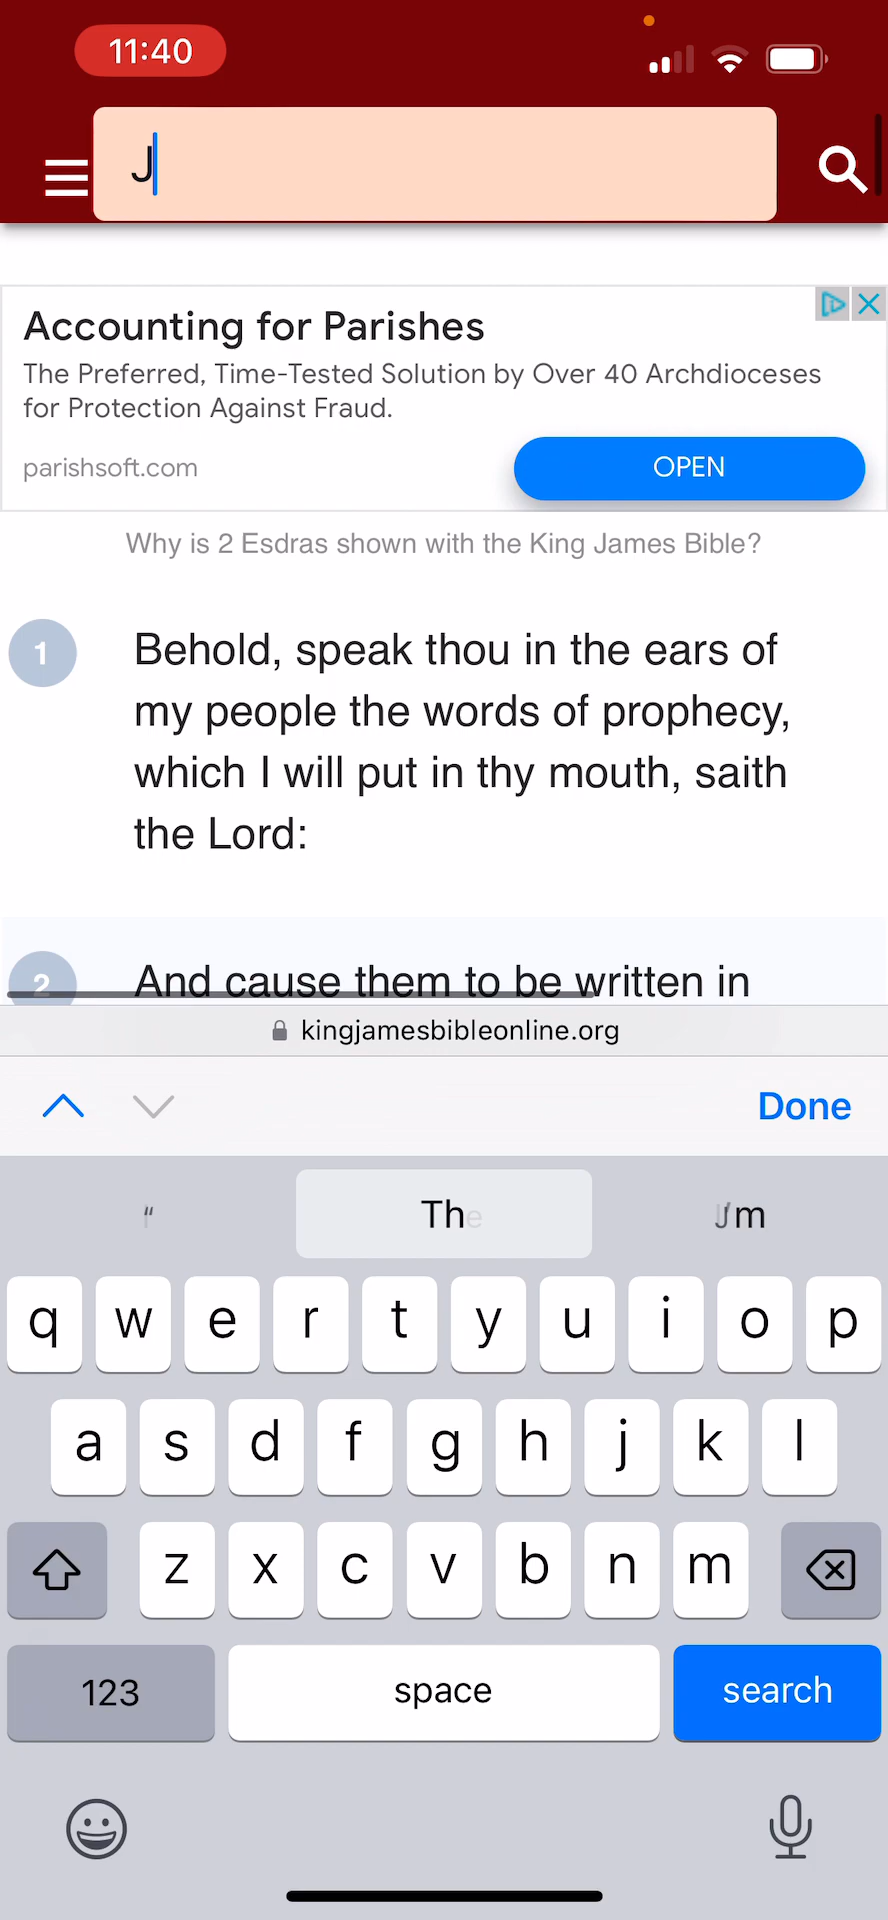 11:40
J
Accounting for Parishes
The Preferred, Time-Tested Solution by Over 40 Archdioceses
for Protection Against Fraud.
parishsoft.com
OPEN
Why is 2 Esdras shown with the King James Bible?
1
Behold, speak thou in the ears of
my people the words of prophecy,
which I will put in thy mouth, saith
the Lord:
2
And cause them to be written in
kingjamesbibleonline.org
Done
The
q w e r t y u i o p
a s d f g h j k l
z x c v b n m
123 space search